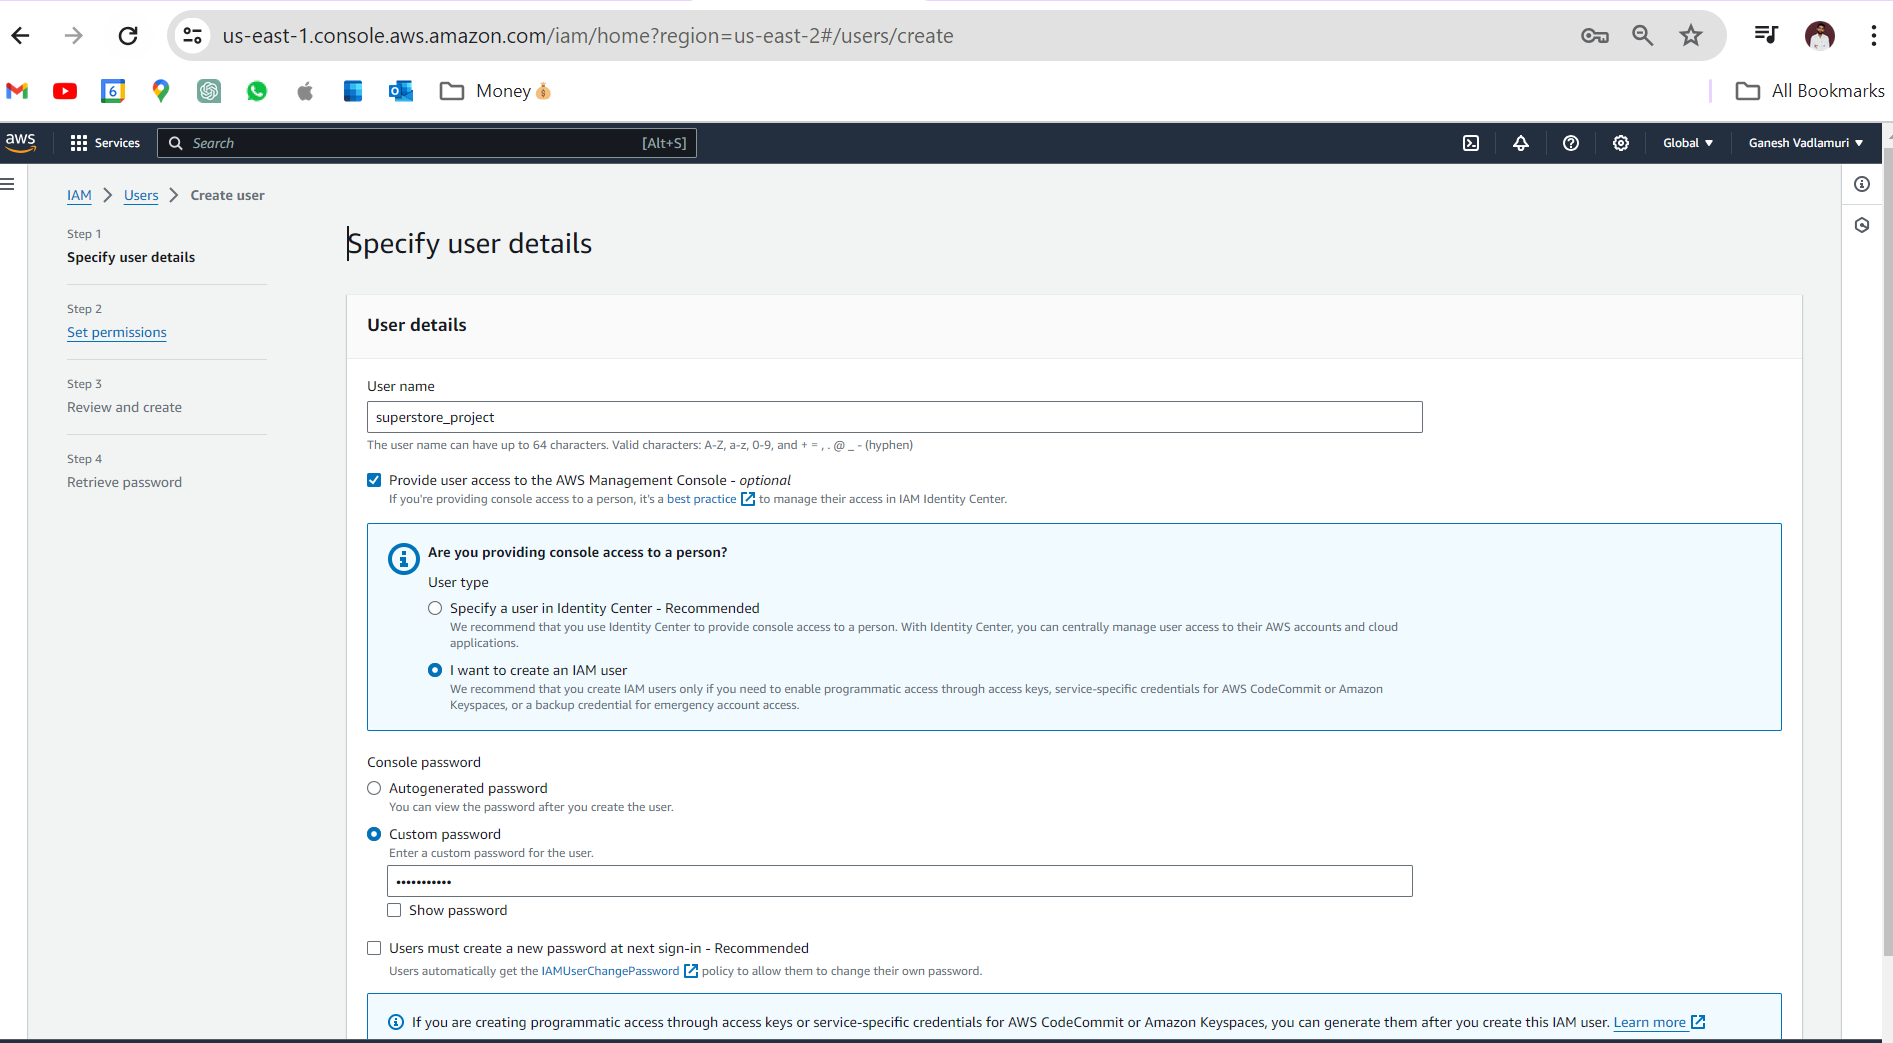 us-east-1.console.aws.amazon.com/iam/home?region=us-east-2#/users/create
6
Money
All Bookmarks
aws
Services
Search
[Alt+S]
Global
Ganesh Vadlamuri
IAM
Users
Create user
Step 1
Specify user details
Step 2
Set permissions
Step 3
Review and create
Step 4
Retrieve password
Specify user details
User details
User name
superstore_project
The user name can have up to 64 characters. Valid characters: A-Z, a-z, 0-9, and + = , . @ _ - (hyphen)
Provide user access to the AWS Management Console - optional
If you're providing console access to a person, it's a best practice to manage their access in IAM Identity Center.
Are you providing console access to a person?
User type
Specify a user in Identity Center - Recommended
We recommend that you use Identity Center to provide console access to a person. With Identity Center, you can centrally manage user access to their AWS accounts and cloud
applications.
I want to create an IAM user
We recommend that you create IAM users only if you need to enable programmatic access through access keys, service-specific credentials for AWS CodeCommit or Amazon
Keyspaces, or a backup credential for emergency account access.
Console password
Autogenerated password
You can view the password after you create the user.
Custom password
Enter a custom password for the user.
•••••••••••
Show password
Users must create a new password at next sign-in - Recommended
Users automatically get the IAMUserChangePassword policy to allow them to change their own password.
If you are creating programmatic access through access keys or service-specific credentials for AWS CodeCommit or Amazon Keyspaces, you can generate them after you create this IAM user. Learn more